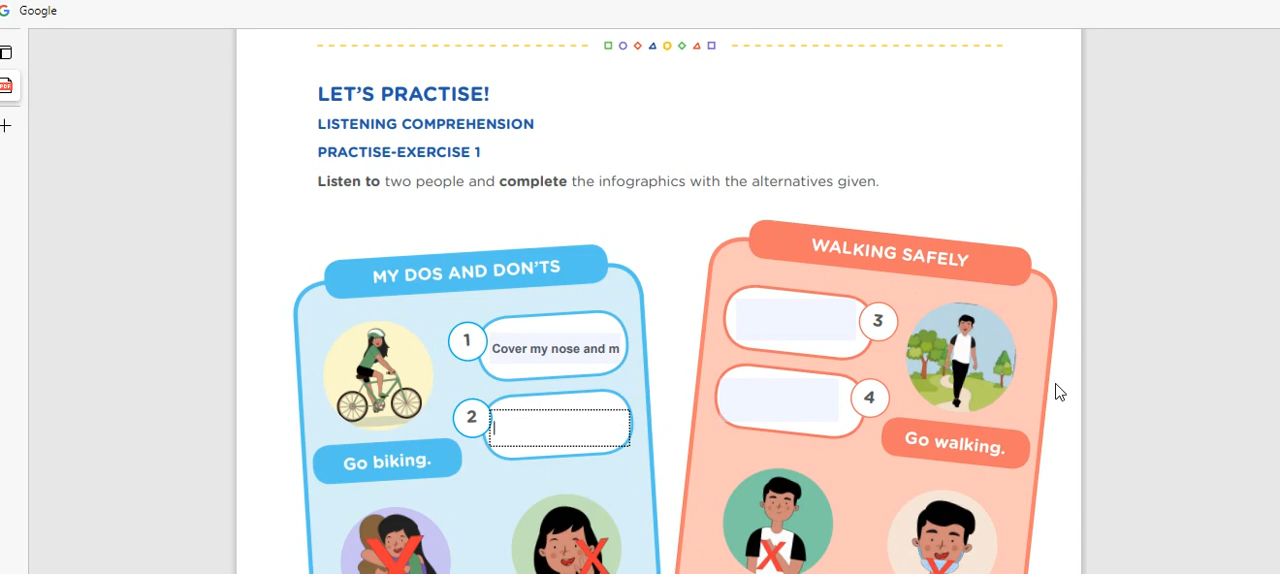 Google
LET'S PRACTISE!
LISTENING COMPREHENSION
PRACTISE-EXERCISE 1
Listen to two people and complete the infographics with the alternatives given.
MY DOS AND DON'TS
1
Cover my nose and m
2
Go biking.
WALKING SAFELY
3
4
Go walking.
PDF